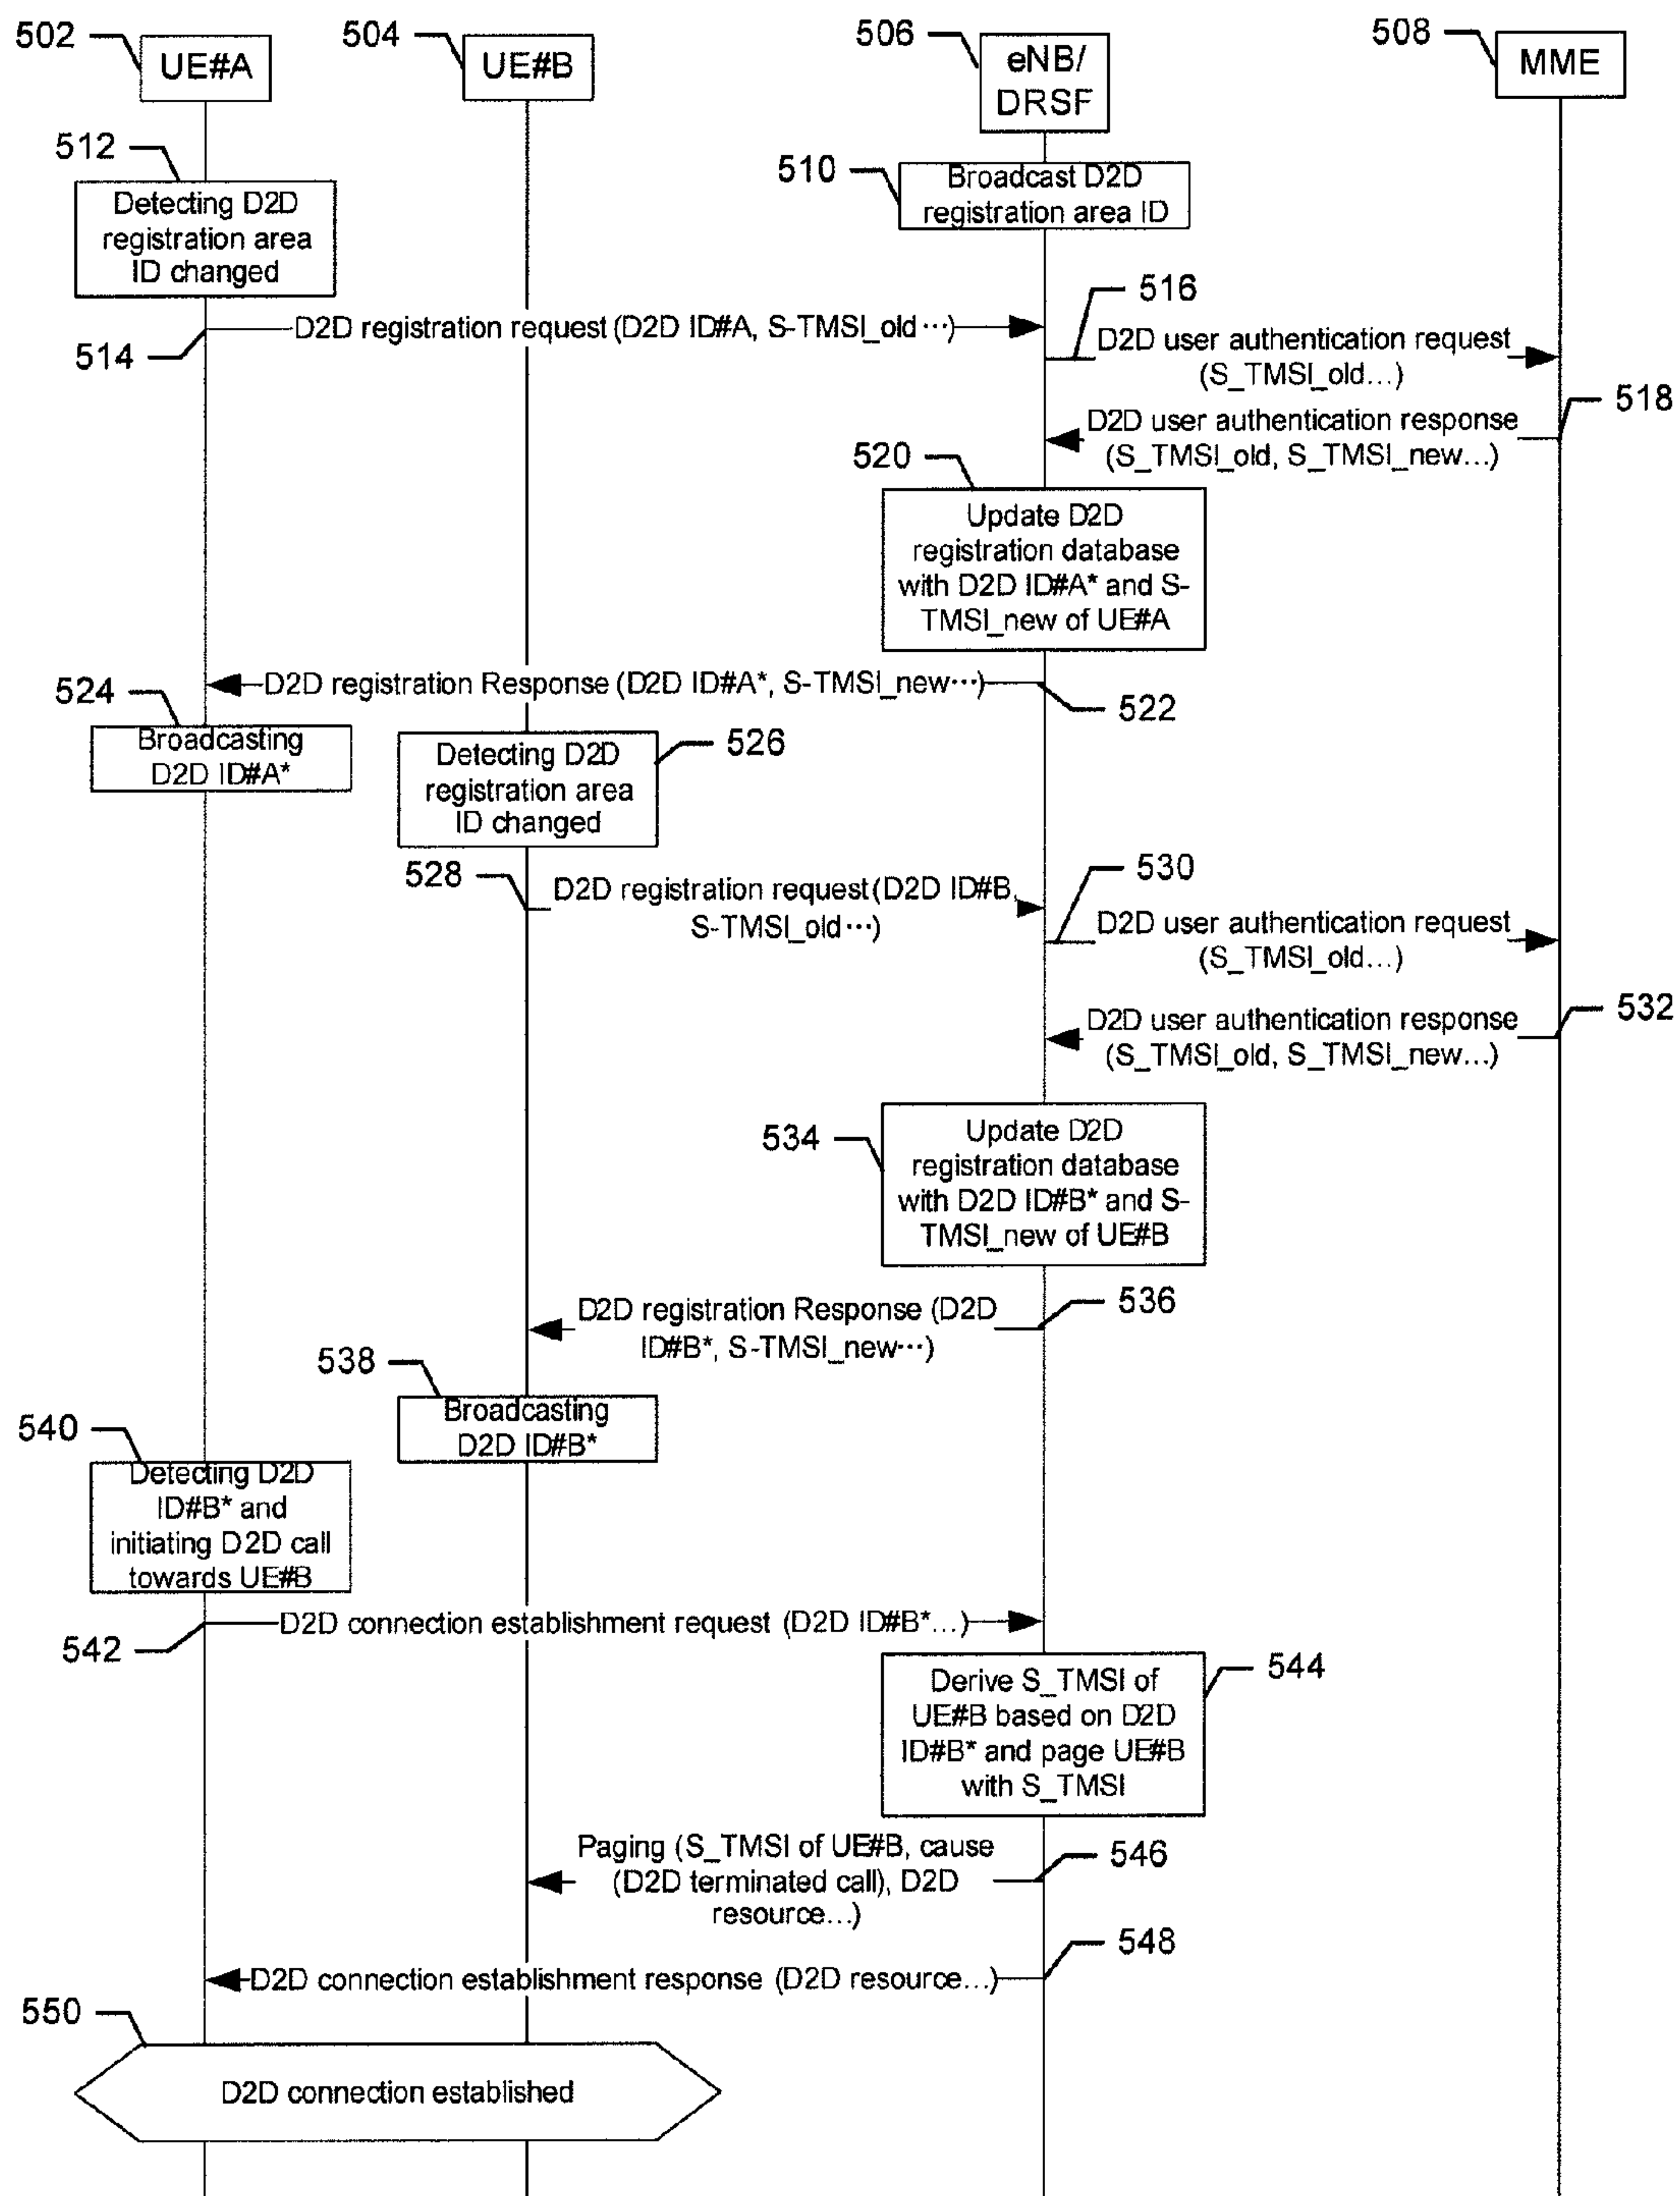 502
UE#A
504
UE#B
506
eNB/
DRSF
508
MME
510
Broadcast D2D
registration area ID
512
Detecting D2D
registration area
ID changed
514
D2D registration request (D2D ID#A, S-TMSI_old…)
516
D2D user authentication request
(S_TMSI_old...)
518
D2D user authentication response
(S_TMSI_old, S_TMSI_new...)
520
Update D2D
registration database
with D2D ID#A* and S-
TMSI_new of UE#A
D2D registration Response (D2D ID#A*, S-TMSI_new…)
522
524
Broadcasting
D2D ID#A*
526
Detecting D2D
registration area
ID changed
528
D2D registration request (D2D ID#B,
S-TMSI_old…)
530
D2D user authentication request
(S_TMSI_old...)
532
D2D user authentication response
(S_TMSI_old, S_TMSI_new...)
534
Update D2D
registration database
with D2D ID#B* and S-
TMSI_new of UE#B
536
D2D registration Response (D2D
ID#B*, S-TMSI_new…)
538
Broadcasting
D2D ID#B*
540
Detecting D2D
ID#B* and
initiating D2D call
towards UE#B
542
D2D connection establishment request (D2D ID#B*...)
544
Derive S_TMSI of
UE#B based on D2D
ID#B* and page UE#B
with S_TMSI
546
Paging (S_TMSI of UE#B, cause
(D2D terminated call), D2D
resource...)
548
D2D connection establishment response (D2D resource...)
550
D2D connection established